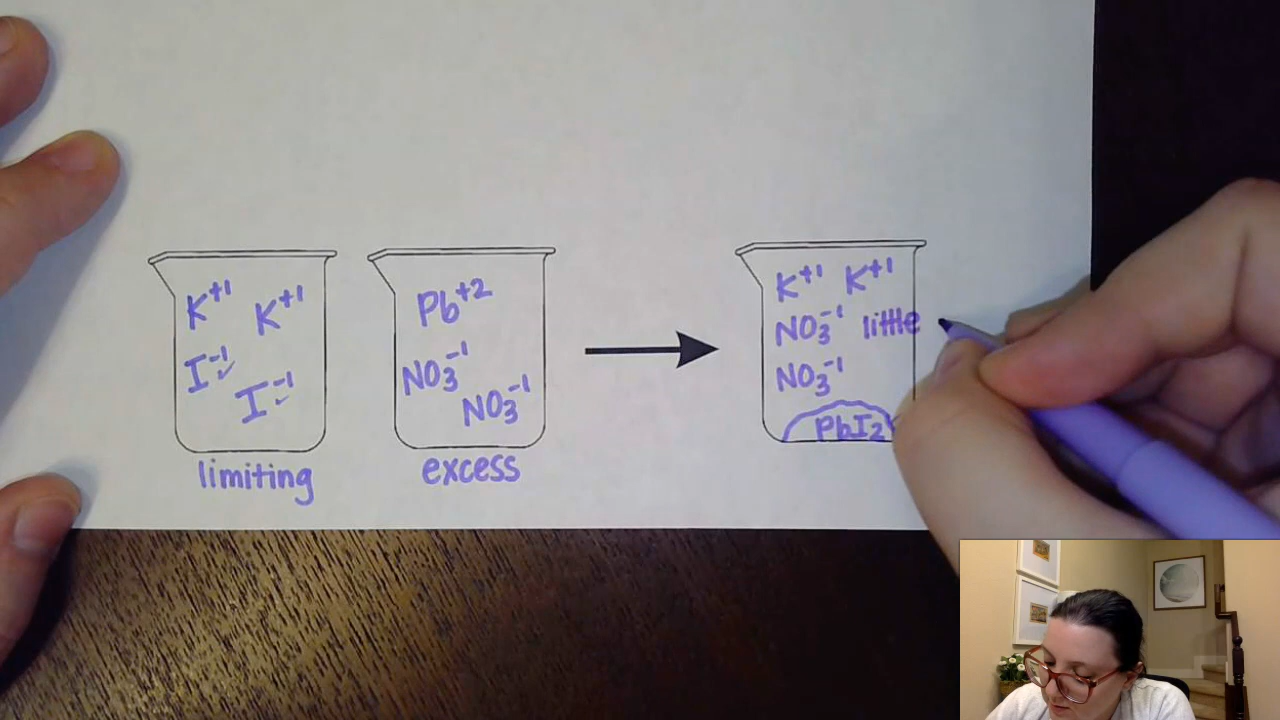 K⁺¹ K⁺¹
I⁻¹
I⁻¹
limiting
Pb⁺²
NO₃⁻¹
NO₃⁻¹
excess
K⁺¹ K⁺¹
NO₃⁻¹ little
NO₃⁻¹
PbI₂